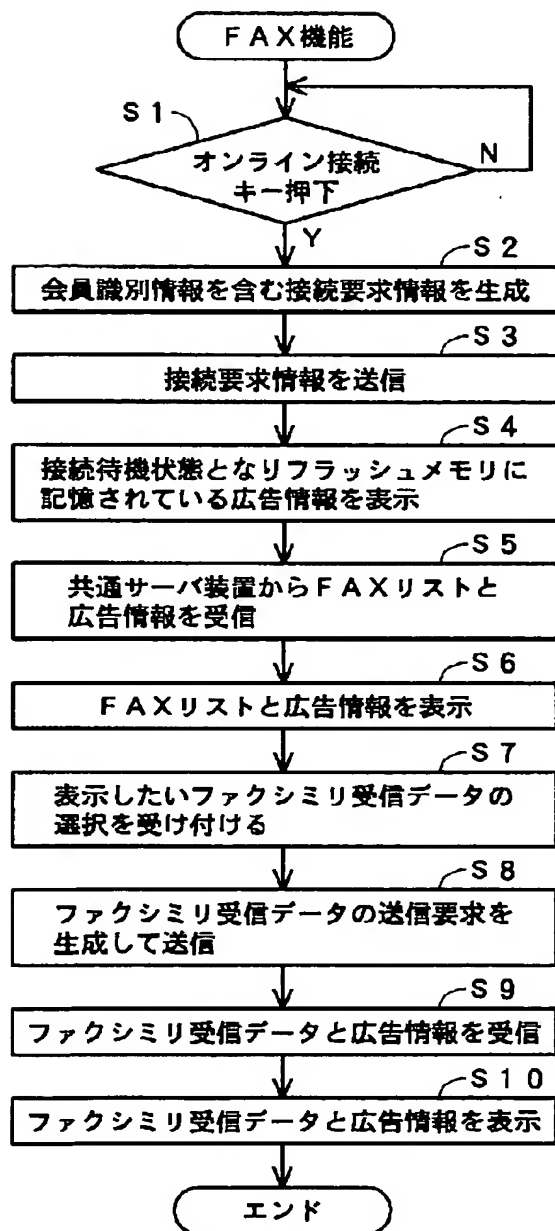 ＦＡＸ機能
Ｓ１
オンライン接続
キー押下
Ｎ
Ｙ
Ｓ２
会員識別情報を含む接続要求情報を生成
Ｓ３
接続要求情報を送信
Ｓ４
接続待機状態となりフラッシュメモリに
記憶されている広告情報を表示
Ｓ５
共通サーバ装置からＦＡＸリストと
広告情報を受信
Ｓ６
ＦＡＸリストと広告情報を表示
Ｓ７
表示したいファクシミリ受信データの
選択を受け付ける
Ｓ８
ファクシミリ受信データの送信要求を
生成して送信
Ｓ９
ファクシミリ受信データと広告情報を受信
Ｓ１０
ファクシミリ受信データと広告情報を表示
エンド